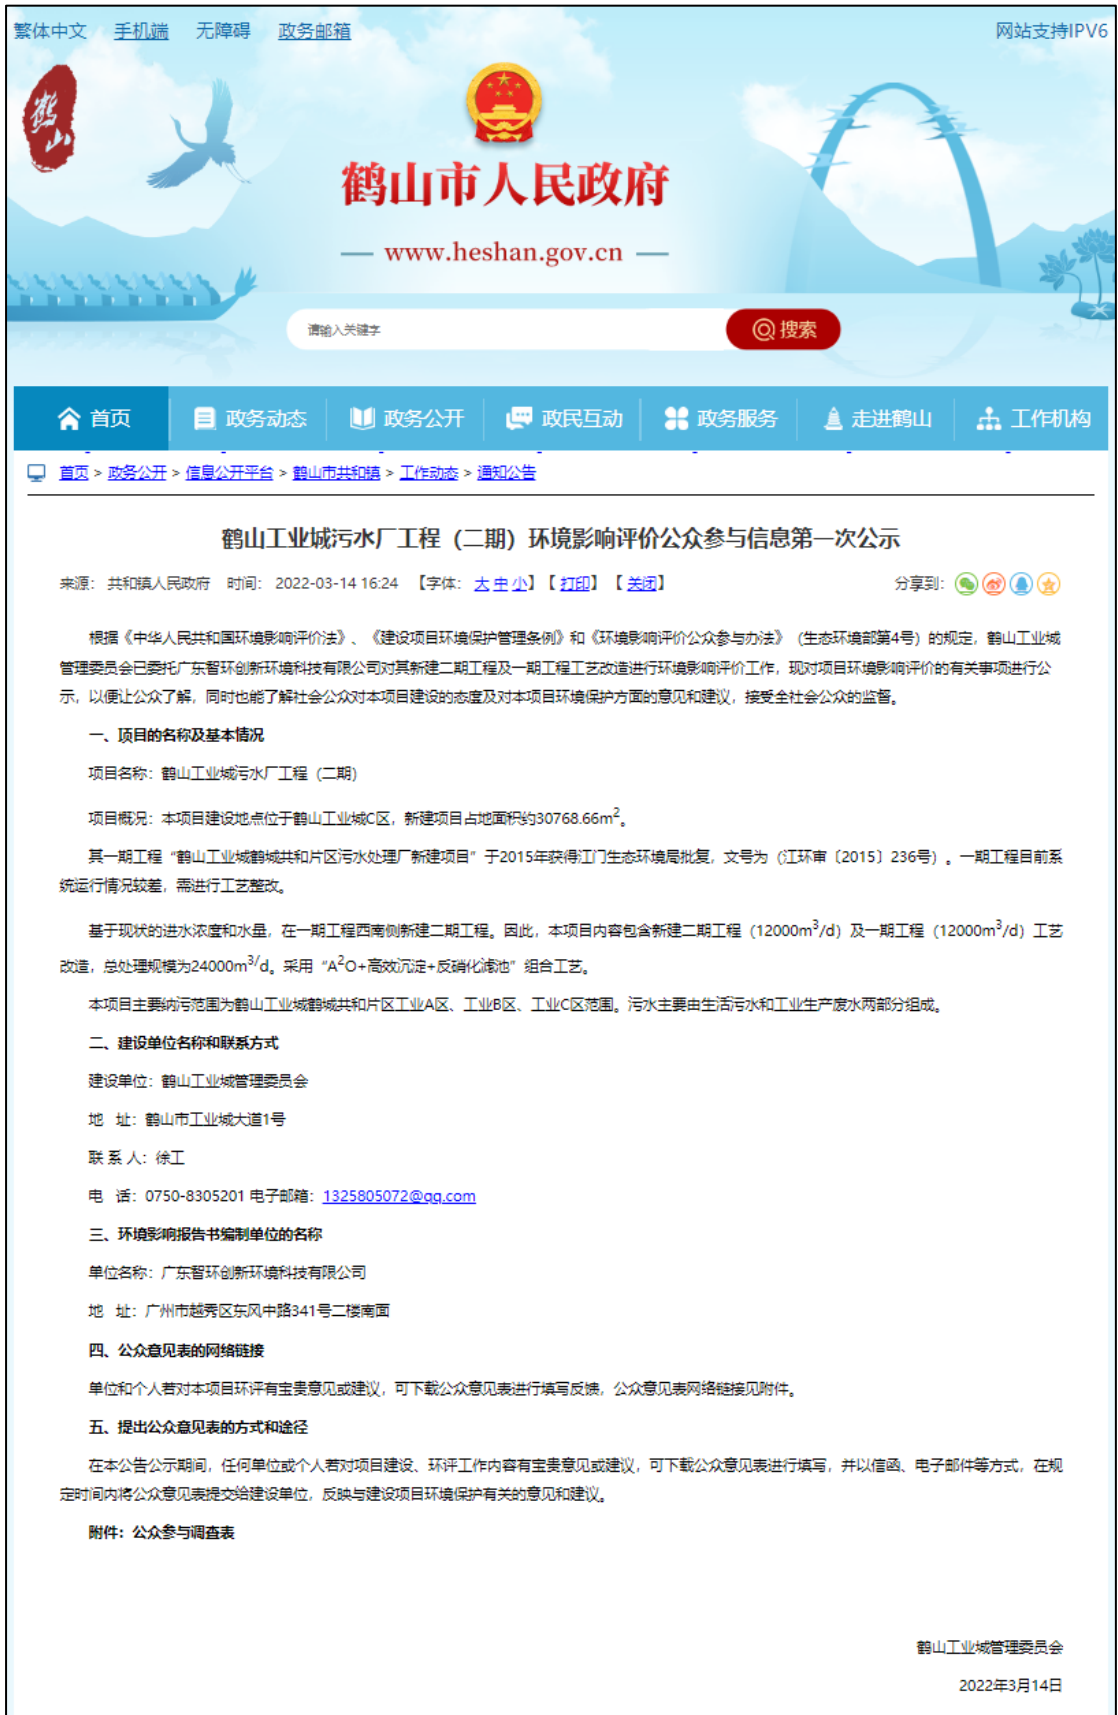 繁体中文 手机端 无障碍 政务邮箱 网站支持IPV6
鹤山
鹤山市人民政府
— www.heshan.gov.cn —
请输入关键字 搜索
首页 政务动态 政务公开 政民互动 政务服务 走进鹤山 工作机构
首页 > 政务公开 > 信息公开平台 > 鹤山市共和镇 > 工作动态 > 通知公告
鹤山工业城污水厂工程（二期）环境影响评价公众参与信息第一次公示
来源： 共和镇人民政府 时间： 2022-03-14 16:24 【字体： 大 中 小】【 打印】 【 关闭】 分享到：
根据《中华人民共和国环境影响评价法》、《建设项目环境保护管理条例》和《环境影响评价公众参与办法》（生态环境部第4号）的规定，鹤山工业城
管理委员会已委托广东智环创新环境科技有限公司对其新建二期工程及一期工程工艺改造进行环境影响评价工作，现对项目环境影响评价的有关事项进行公
示，以便让公众了解，同时也能了解社会公众对本项目建设的态度及对本项目环境保护方面的意见和建议，接受全社会公众的监督。
一、项目的名称及基本情况
项目名称：鹤山工业城污水厂工程（二期）
项目概况：本项目建设地点位于鹤山工业城C区，新建项目占地面积约30768.66m²。
其一期工程“鹤山工业城鹤城共和片区污水处理厂新建项目”于2015年获得江门生态环境局批复，文号为（江环审〔2015〕236号）。一期工程目前系
统运行情况较差，需进行工艺整改。
基于现状的进水浓度和水量，在一期工程西南侧新建二期工程。因此，本项目内容包含新建二期工程（12000m³/d）及一期工程（12000m³/d）工艺
改造，总处理规模为24000m³/d。采用“A²O+高效沉淀+反硝化滤池”组合工艺。
本项目主要纳污范围为鹤山工业城鹤城共和片区工业A区、工业B区、工业C区范围。污水主要由生活污水和工业生产废水两部分组成。
二、建设单位名称和联系方式
建设单位：鹤山工业城管理委员会
地 址：鹤山市工业城大道1号
联 系 人：徐工
电 话：0750-8305201 电子邮箱：1325805072@qq.com
三、环境影响报告书编制单位的名称
单位名称：广东智环创新环境科技有限公司
地 址：广州市越秀区东风中路341号二楼南面
四、公众意见表的网络链接
单位和个人若对本项目环评有宝贵意见或建议，可下载公众意见表进行填写反馈，公众意见表网络链接见附件。
五、提出公众意见表的方式和途径
在本公告公示期间，任何单位或个人若对项目建设、环评工作内容有宝贵意见或建议，可下载公众意见表进行填写，并以信函、电子邮件等方式，在规
定时间内将公众意见表提交给建设单位，反映与建设项目环境保护有关的意见和建议。
附件：公众参与调查表
鹤山工业城管理委员会
2022年3月14日